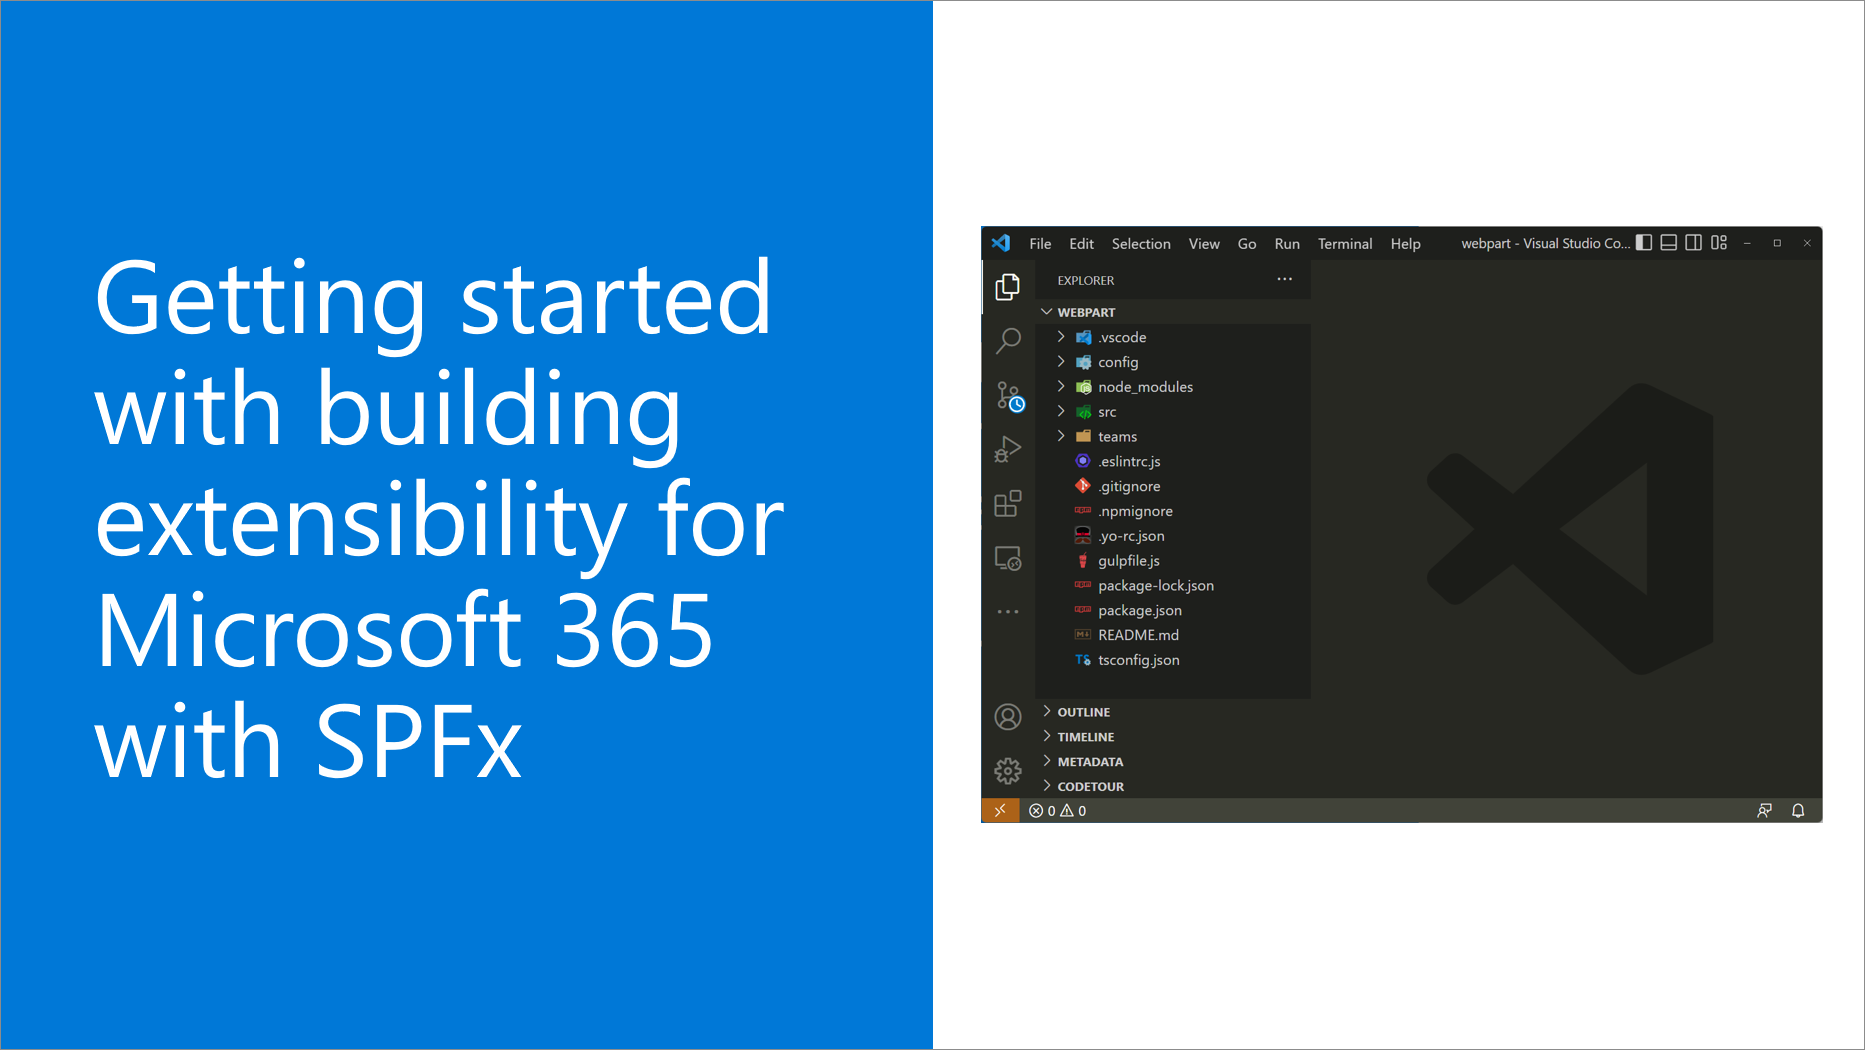 Getting started
with building
extensibility for
Microsoft 365
with SPFx
File Edit Selection View Go Run Terminal Help webpart - Visual Studio Co...
EXPLORER
WEBPART
.vscode
config
node_modules
src
teams
.eslintrc.js
.gitignore
.npmignore
.yo-rc.json
gulpfile.js
package-lock.json
package.json
README.md
TS tsconfig.json
OUTLINE
TIMELINE
METADATA
CODETOUR
0 0